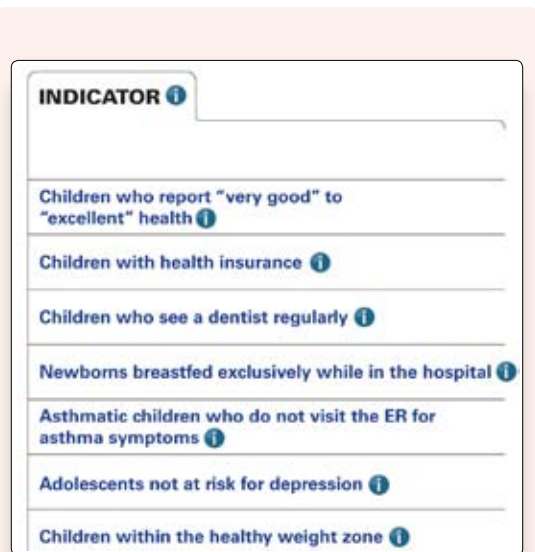 INDICATOR
Children who report "very good" to
"excellent" health
Children with health insurance
Children who see a dentist regularly
Newborns breastfed exclusively while in the hospital
Asthmatic children who do not visit the ER for
asthma symptoms
Adolescents not at risk for depression
Children within the healthy weight zone